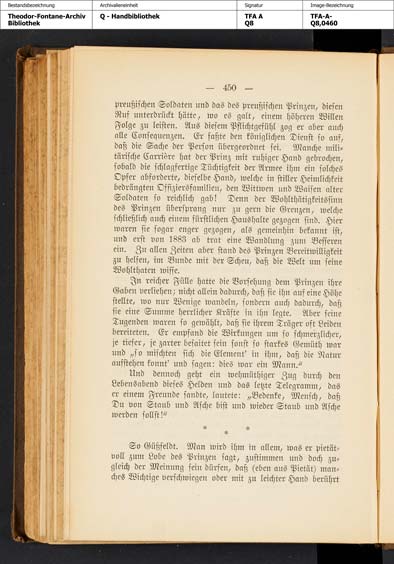 Bestandsbezeichnung
Archivalieneinheit
Signatur
Image-Bezeichnung
Theodor-Fontane-Archiv
Bibliothek
Q - Handbibliothek
TFA A
Q8
TFA-A-
Q8,0460
— 450 —
preußischen Soldaten und das des preußischen Prinzen, diesen
Ruf unterdrückt hätte, wo es galt, einem höheren Willen
Folge zu leisten. Aus diesem Pflichtgefühl zog er aber auch
alle Consequenzen. Er faßte den königlichen Dienst so auf,
daß die Sache der Person übergeordnet sei. Manche mili-
tärische Carrière hat der Prinz mit ruhiger Hand gebrochen,
sobald die schlagfertige Tüchtigkeit der Armee ihm ein solches
Opfer absforderte, dieselbe Hand, welche in stiller Heimlichkeit
bedrängten Offiziersfamilien, den Wittwen und Waisen alter
Soldaten so reichlich gab! Denn der Wohlthätigkeitssinn
des Prinzen übersprang nur zu gern die Grenzen, welche
schließlich auch einem fürstlichen Haushalte gezogen sind. Hier
waren sie sogar enger gezogen, als gemeinhin bekannt ist,
und erst von 1883 ab trat eine Wandlung zum Besseren
ein. Zu allen Zeiten aber stand des Prinzen Bereitwilligkeit
zu helfen, im Bunde mit der Scheu, daß die Welt um seine
Wohlthaten wisse.
In reicher Fülle hatte die Vorsehung dem Prinzen ihre
Gaben verliehen; nicht allein dadurch, daß sie ihn auf eine Höhe
stellte, wo nur Wenige wandeln, sondern auch dadurch, daß
sie eine Summe herrlicher Kräfte in ihn legte. Aber seine
Tugenden waren so gewählt, daß sie ihrem Träger oft Leiden
bereiteten. Er empfand die Wirkungen um so schmerzlicher,
je tiefer, je zarter besaitet sein sonst so starkes Gemüth war
und „so mischten sich die Element' in ihm, daß die Natur
aufstehen konnt' und sagen: dies war ein Mann.“
Und dennoch geht ein wehmüthiger Zug durch den
Lebensabend dieses Helden und das letzte Telegramm, das
er einem Freunde sandte, lautete: „Bedenke, Mensch, daß
Du von Staub und Asche bist und wieder Staub und Asche
werden sollst!“
* * *
So Güßfeldt. Man wird ihm in allem, was er pietät-
voll zum Lobe des Prinzen sagt, zustimmen und doch zu-
gleich der Meinung sein dürfen, daß (eben aus Pietät) man-
ches Wichtige verschwiegen oder mit zu leichter Hand berührt